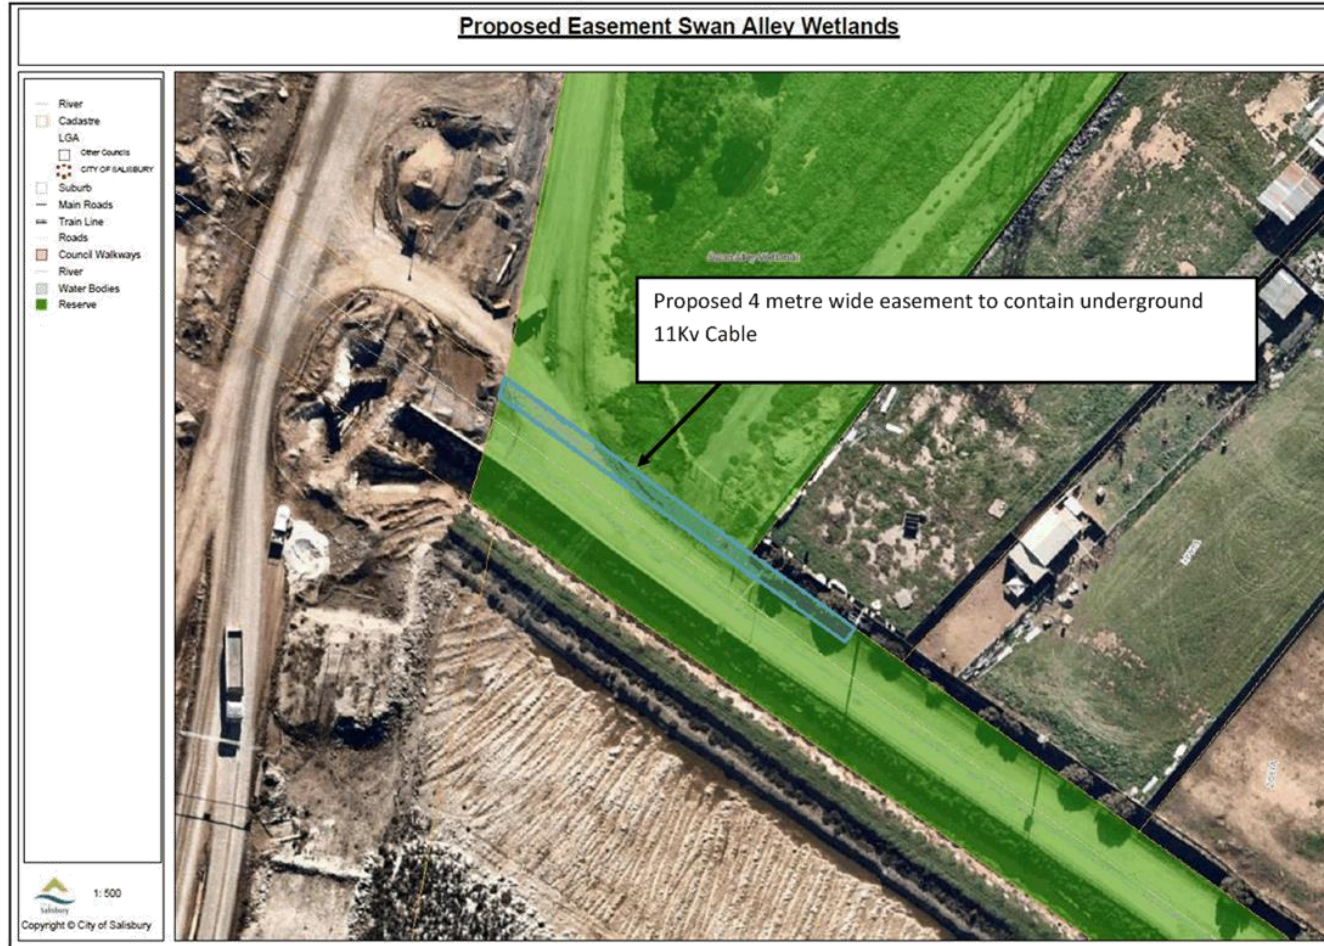 Proposed Easement Swan Alley Wetlands
River
Cadastre
LGA
Other Councils
CITY OF SALISBURY
Suburb
Main Roads
Train Line
Roads
Council Walkways
River
Water Bodies
Reserve
Swan Alley Wetlands
Proposed 4 metre wide easement to contain underground
11Kv Cable
Salisbury
1: 500
Copyright © City of Salisbury